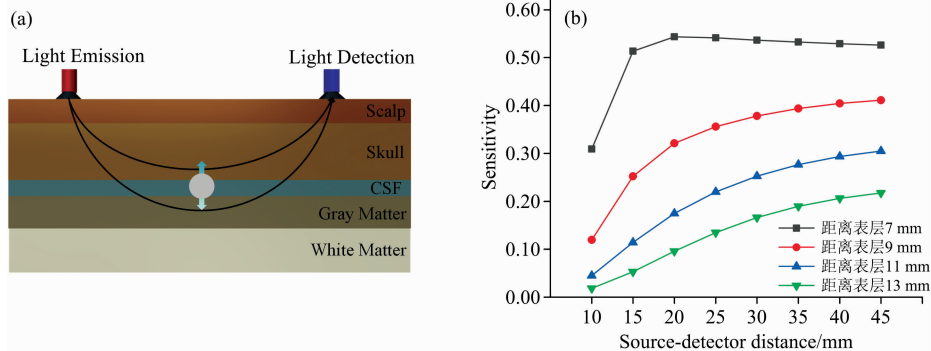 (a)
Light Emission
Light Detection
Scalp
Skull
CSF
Gray Matter
White Matter
(b)
Sensitivity
0.60
0.50
0.40
0.30
0.20
0.10
0.00
距离表层7 mm
距离表层9 mm
距离表层11 mm
距离表层13 mm
10 15 20 25 30 35 40 45
Source-detector distance/mm